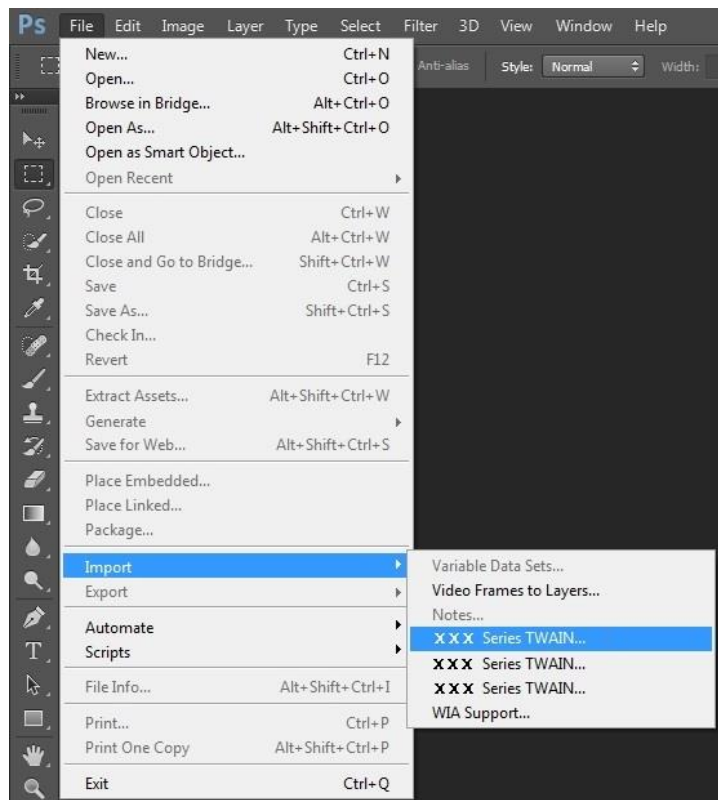 Ps File Edit Image Layer Type Select Filter 3D View Window Help
Anti-alias Style: Normal Width:
New... Ctrl+N
Open... Ctrl+O
Browse in Bridge... Alt+Ctrl+O
Open As... Alt+Shift+Ctrl+O
Open as Smart Object...
Open Recent
Close Ctrl+W
Close All Alt+Ctrl+W
Close and Go to Bridge... Shift+Ctrl+W
Save Ctrl+S
Save As... Shift+Ctrl+S
Check In...
Revert F12
Extract Assets... Alt+Shift+Ctrl+W
Generate
Save for Web... Alt+Shift+Ctrl+S
Place Embedded...
Place Linked...
Package...
Import
Export
Automate
Scripts
File Info... Alt+Shift+Ctrl+I
Print... Ctrl+P
Print One Copy Alt+Shift+Ctrl+P
Exit Ctrl+Q
Variable Data Sets...
Video Frames to Layers...
Notes...
XXX Series TWAIN...
XXX Series TWAIN...
XXX Series TWAIN...
WIA Support...